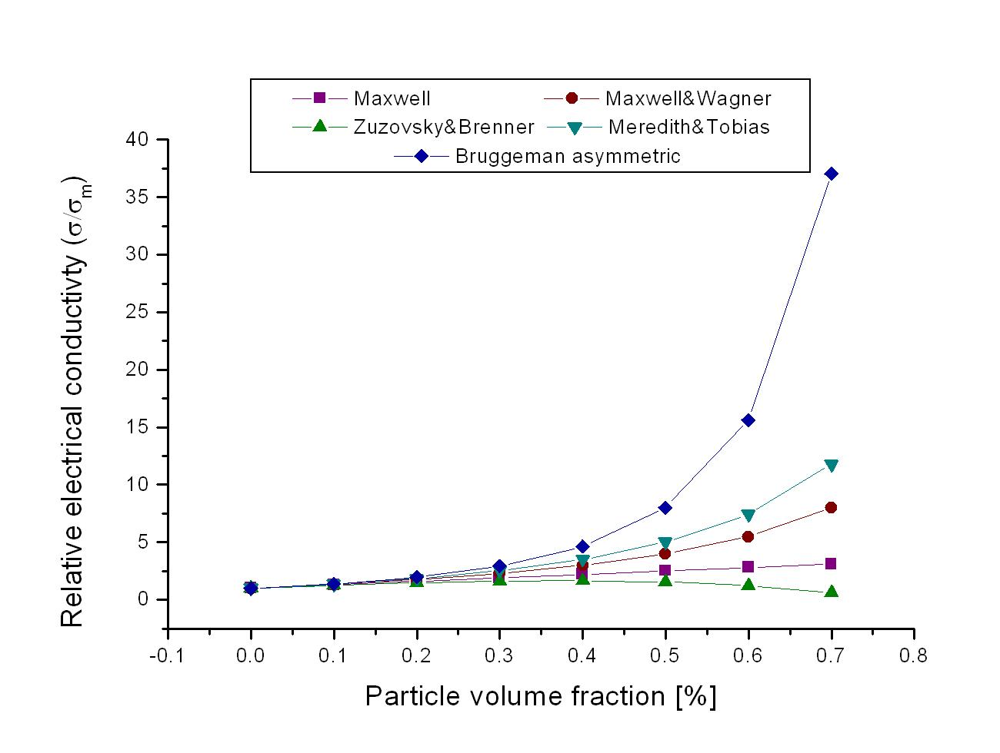 Maxwell Maxwell&Wagner
Zuzovsky&Brenner Meredith&Tobias
Bruggeman asymmetric
40
35
30
25
20
15
10
5
0
Relative electrical conductivty (σ/σm)
-0.1 0.0 0.1 0.2 0.3 0.4 0.5 0.6 0.7 0.8
Particle volume fraction [%]